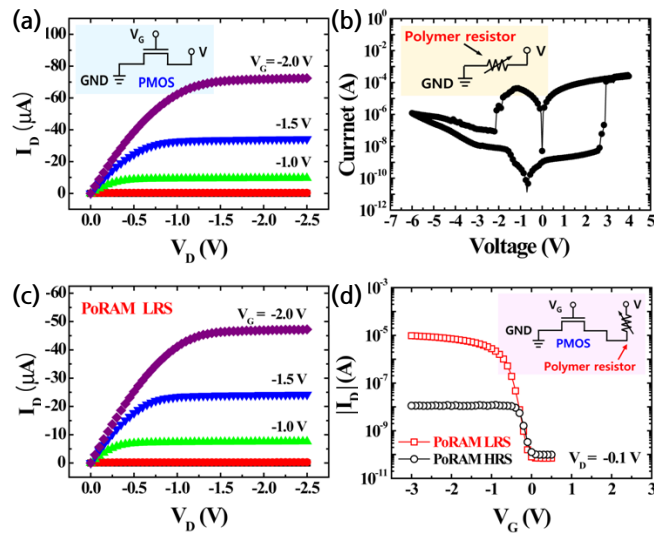 (a)
-100
-80
-60
-40
-20
0
I_D (μA)
0.0
-0.5
-1.0
-1.5
-2.0
-2.5
V_D (V)
V_G
V
GND
PMOS
V_G= -2.0 V
-1.5 V
-1.0 V
(b)
10^0
10^-2
10^-4
10^-6
10^-8
10^-10
10^-12
Currnet (A)
-7 -6 -5 -4 -3 -2 -1 0 1 2 3 4 5
Voltage (V)
Polymer resistor
V
GND
(c)
-60
-50
-40
-30
-20
-10
0
I_D (μA)
0.0
-0.5
-1.0
-1.5
-2.0
-2.5
V_D (V)
PoRAM LRS
V_G = -2.0 V
-1.5 V
-1.0 V
(d)
10^-3
10^-5
10^-7
10^-9
10^-11
|I_D| (A)
-3 -2 -1 0 1 2 3
V_G (V)
V_G
V
GND
PMOS
Polymer resistor
PoRAM LRS
PoRAM HRS
V_D = -0.1 V